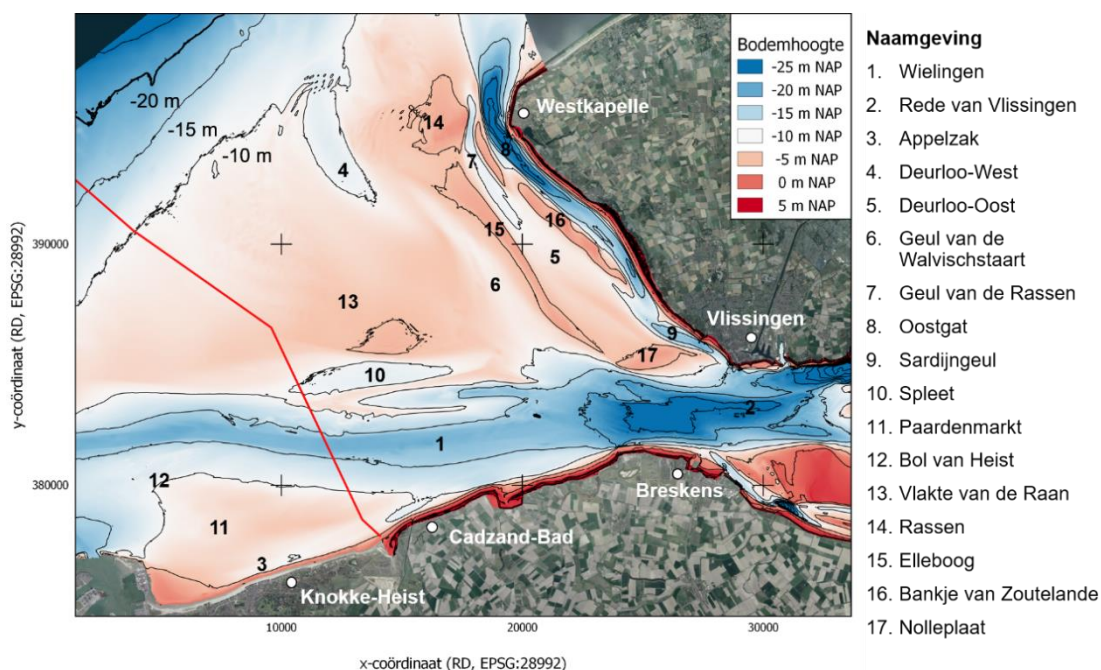 Bodemhoogte
-25 m NAP
-20 m NAP
-15 m NAP
-10 m NAP
-5 m NAP
0 m NAP
5 m NAP
-20 m
-15 m
-10 m
Westkapelle
14
8
7
4
16
15
5
6
13
9
Vlissingen
17
10
2
1
12
Breskens
11
Cadzand-Bad
3
Knokke-Heist
390000
380000
y-coördinaat (RD, EPSG:28992)
10000
20000
30000
x-coördinaat (RD, EPSG:28992)
Naamgeving
1. Wielingen
2. Rede van Vlissingen
3. Appelzak
4. Deurloo-West
5. Deurloo-Oost
6. Geul van de
Walvischstaart
7. Geul van de Rassen
8. Oostgat
9. Sardijngeul
10. Spleet
11. Paardenmarkt
12. Bol van Heist
13. Vlakte van de Raan
14. Rassen
15. Elleboog
16. Bankje van Zoutelande
17. Nolleplaat